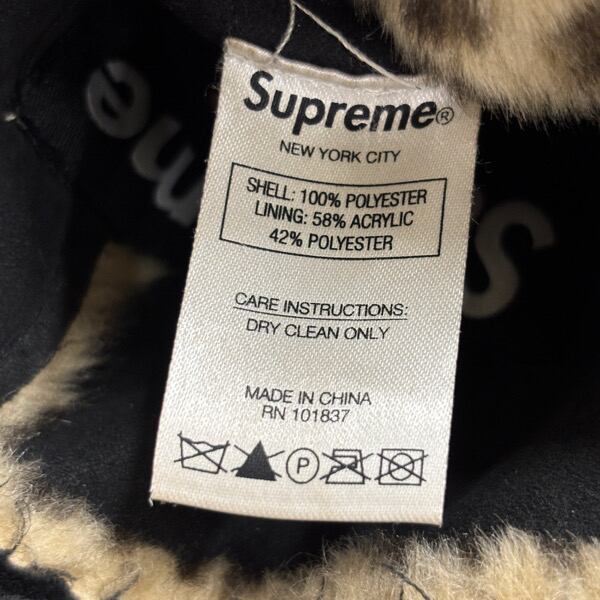 Supreme®
NEW YORK CITY
SHELL: 100% POLYESTER
LINING: 58% ACRYLIC
42% POLYESTER
CARE INSTRUCTIONS:
DRY CLEAN ONLY
MADE IN CHINA
RN 101837
P